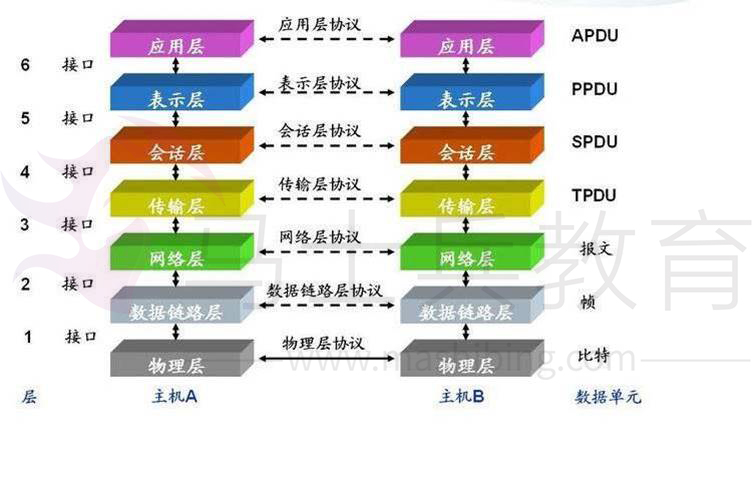 应用层 应用层协议 应用层 APDU
6 接口
表示层 表示层协议 表示层 PPDU
5 接口
会话层 会话层协议 会话层 SPDU
4 接口
传输层 传输层协议 传输层 TPDU
3 接口
网络层 网络层协议 网络层 报文
2 接口
数据链路层 数据链路层协议 数据链路层 帧
1 接口
物理层 物理层协议 物理层 比特
层 主机A 主机B 数据单元
马士兵教育
www.mashibing.com